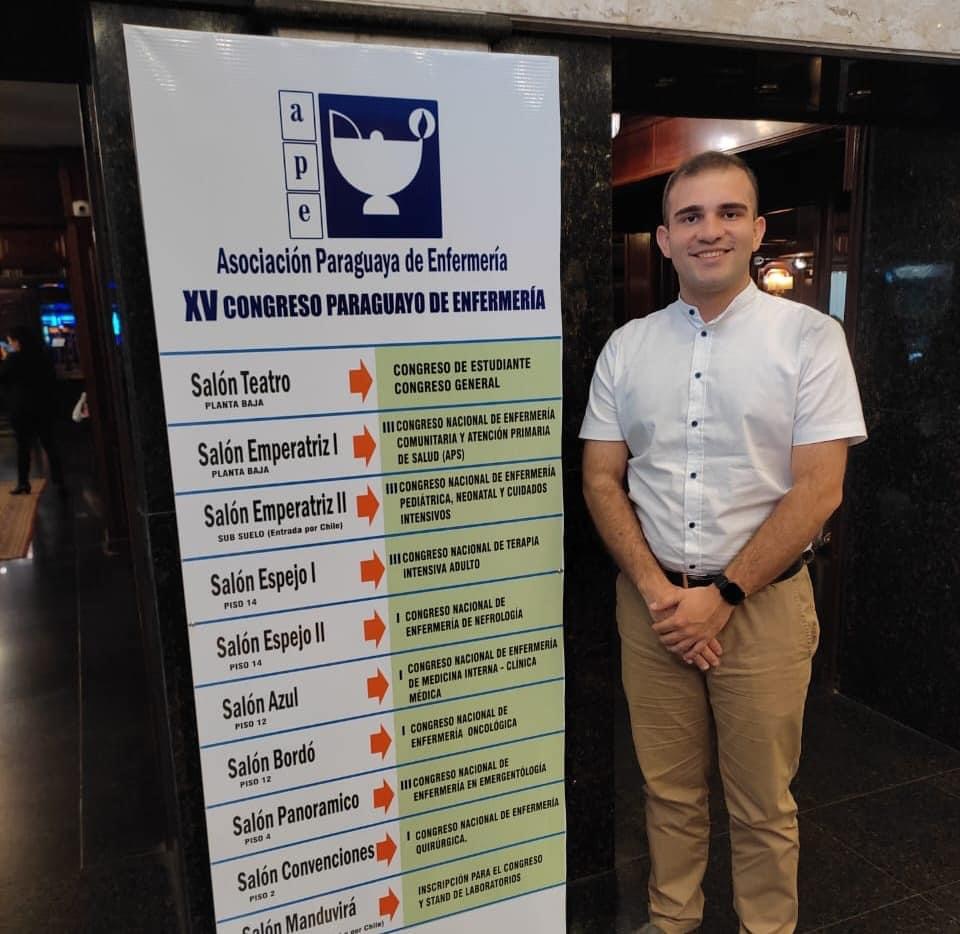 a
p
e
Asociación Paraguaya de Enfermería
XV CONGRESO PARAGUAYO DE ENFERMERÍA
Salón Teatro
PLANTA BAJA
CONGRESO DE ESTUDIANTE
CONGRESO GENERAL
Salón Emperatriz I
PLANTA BAJA
III CONGRESO NACIONAL DE ENFERMERÍA
COMUNITARIA Y ATENCIÓN PRIMARIA
DE SALUD (APS)
Salón Emperatriz II
SUB SUELO (Entrada por Chile)
III CONGRESO NACIONAL DE ENFERMERÍA
PEDIÁTRICA, NEONATAL Y CUIDADOS
INTENSIVOS
Salón Espejo I
PISO 14
III CONGRESO NACIONAL DE TERAPIA
INTENSIVA ADULTO
Salón Espejo II
PISO 14
I CONGRESO NACIONAL DE
ENFERMERÍA DE NEFROLOGÍA
Salón Azul
PISO 12
I CONGRESO NACIONAL DE ENFERMERÍA
DE MEDICINA INTERNA - CLÍNICA
MÉDICA
Salón Bordó
PISO 12
I CONGRESO NACIONAL DE
ENFERMERÍA ONCOLÓGICA
Salón Panoramico
PISO 4
III CONGRESO NACIONAL DE
ENFERMERÍA EN EMERGENTÓLOGÍA
Salón Convenciones
PISO 2
I CONGRESO NACIONAL DE ENFERMERÍA
QUIRÚRGICA.
Salón Manduvirá
por Chile)
INSCRIPCIÓN PARA EL CONGRESO
Y STAND DE LABORATORIOS